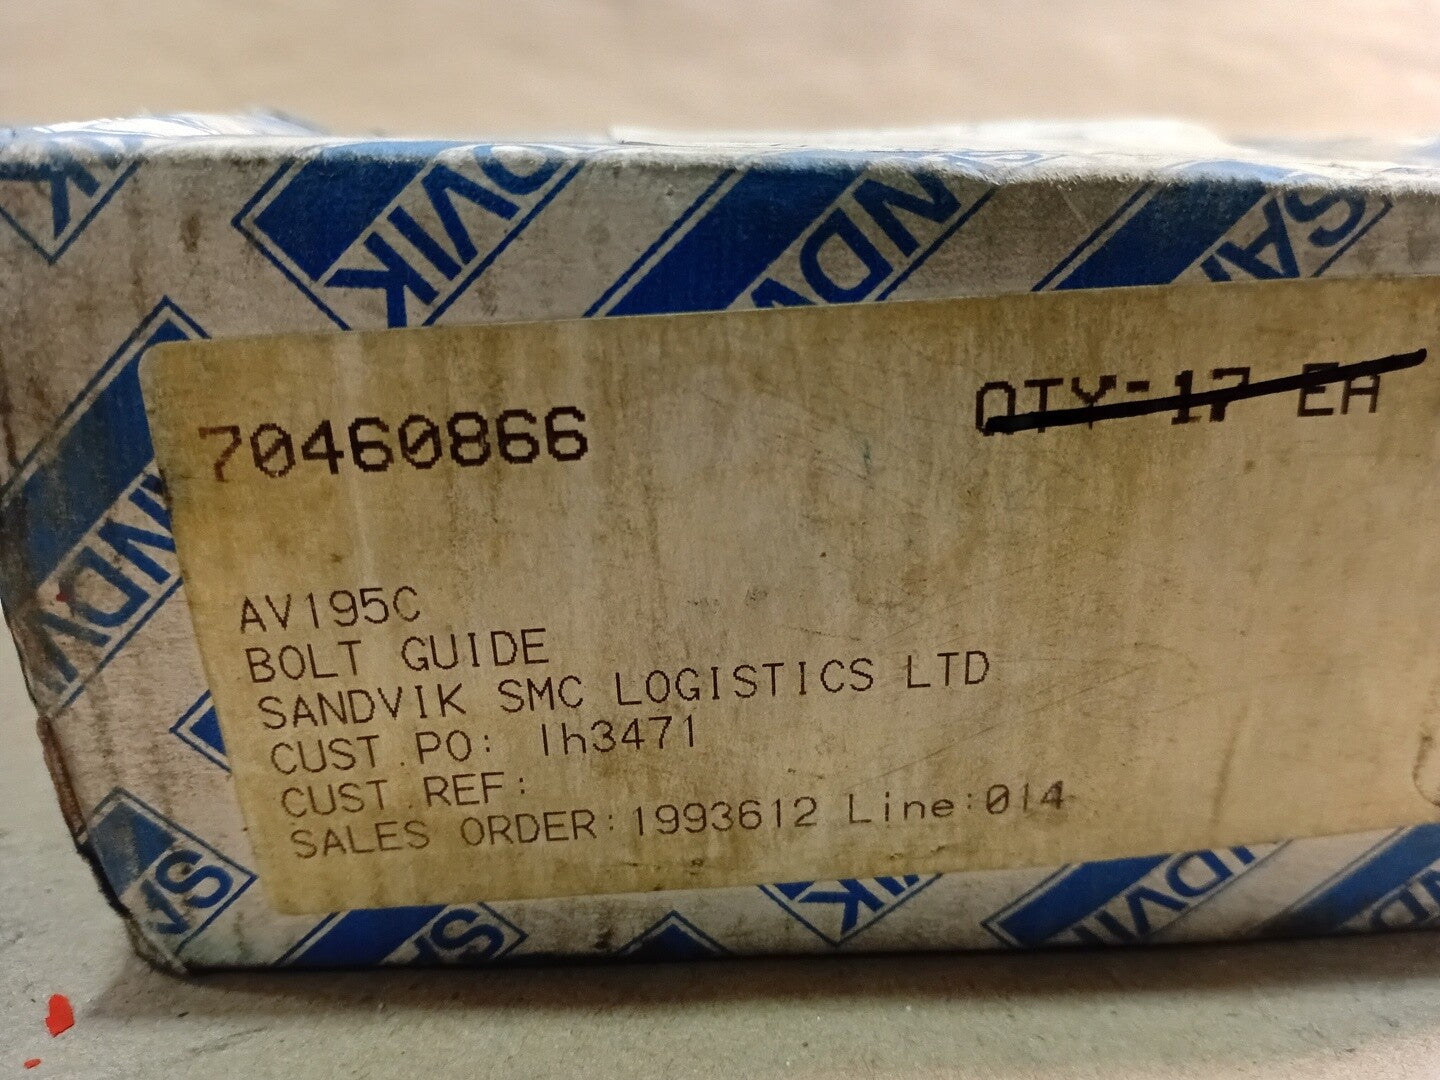 70460866 QTY-17 EA
AV195C
BOLT GUIDE
SANDVIK SMC LOGISTICS LTD
CUST.PO: lh3471
CUST.REF:
SALES ORDER:1993612 Line:014